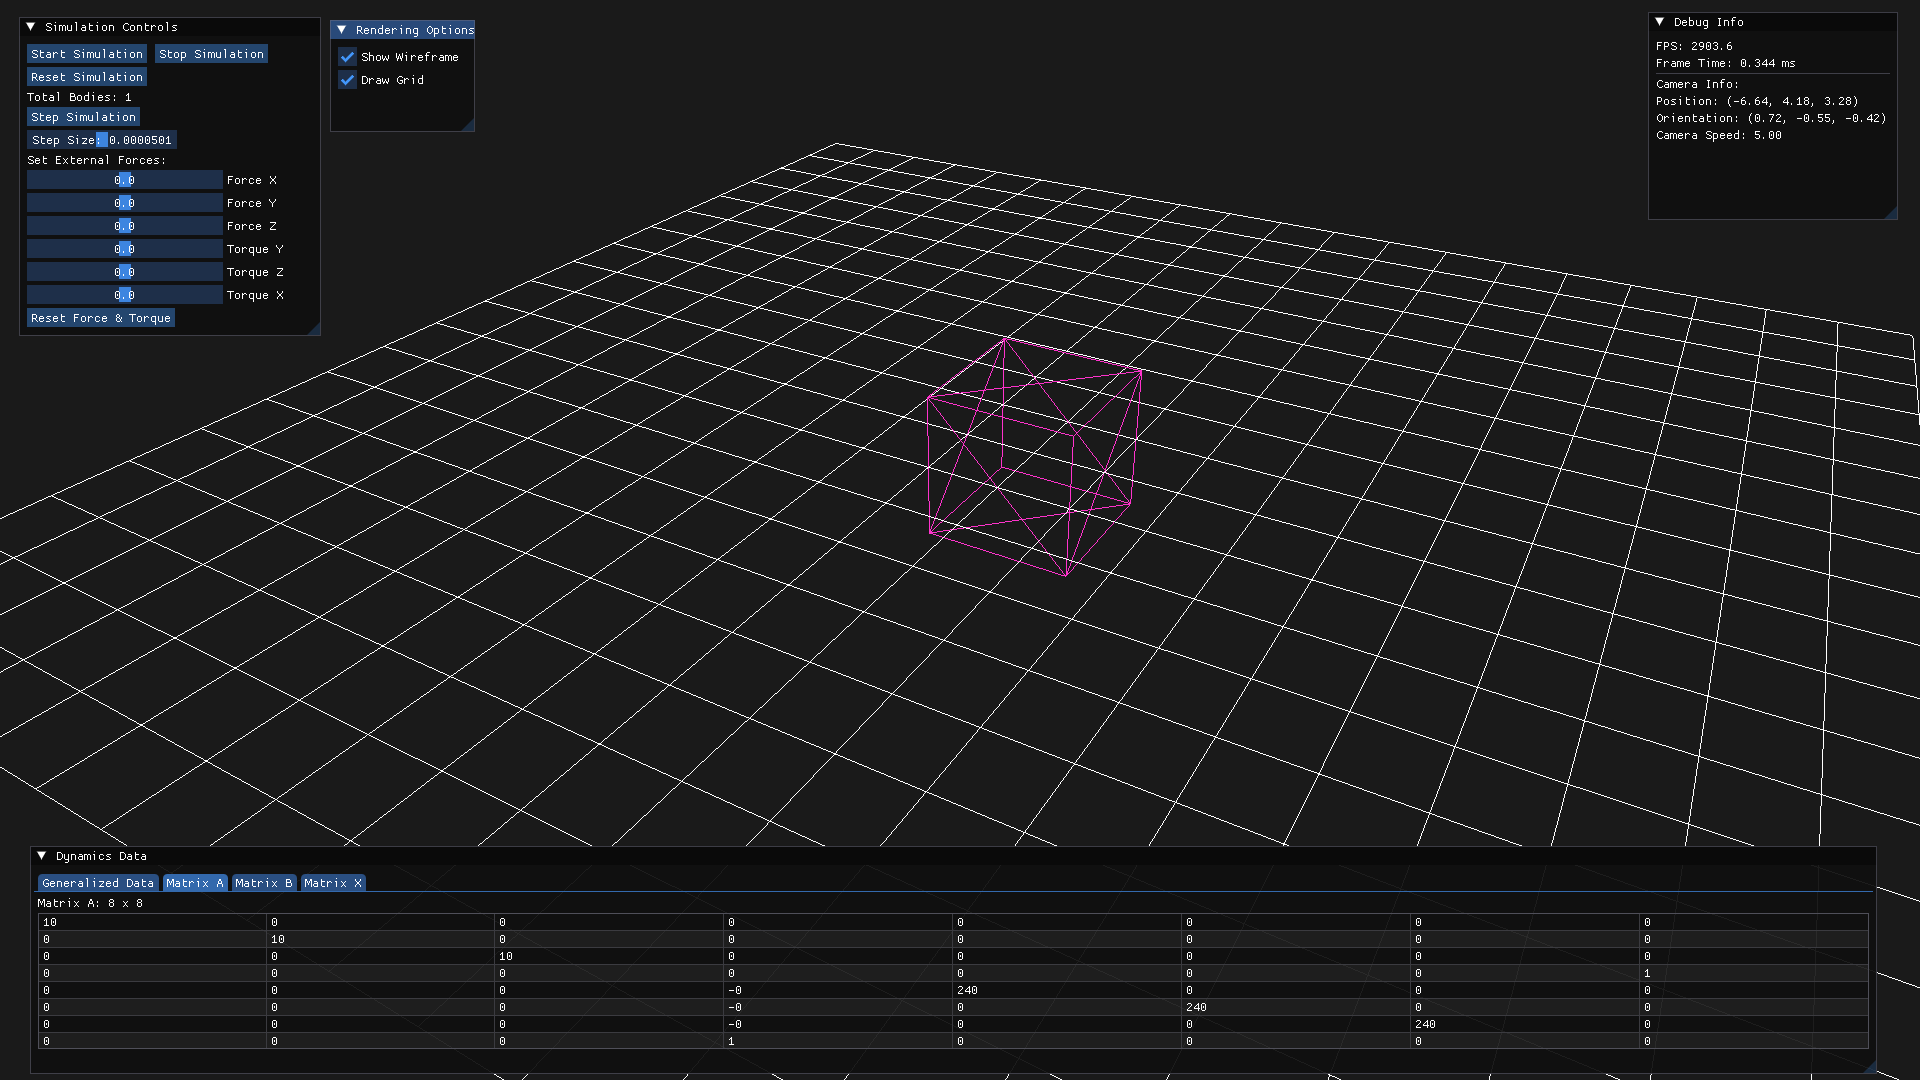 Simulation Controls
Start Simulation Stop Simulation
Reset Simulation
Total Bodies: 1
Step Simulation
Step Size: 0.0000501
Set External Forces:
0.0 Force X
0.0 Force Y
0.0 Force Z
0.0 Torque Y
0.0 Torque Z
0.0 Torque X
Reset Force & Torque
Rendering Options
Show Wireframe
Draw Grid
Debug Info
FPS: 2903.6
Frame Time: 0.344 ms
Camera Info:
Position: (-6.64, 4.18, 3.28)
Orientation: (0.72, -0.55, -0.42)
Camera Speed: 5.00
Dynamics Data
Generalized Data Matrix A Matrix B Matrix X
Matrix A: 8 x 8
10 0 0 0 0 0 0 0
0 10 0 0 0 0 0 0
0 0 10 0 0 0 0 0
0 0 0 0 0 0 0 1
0 0 0 -0 240 0 0 0
0 0 0 -0 0 240 0 0
0 0 0 -0 0 0 240 0
0 0 0 1 0 0 0 0